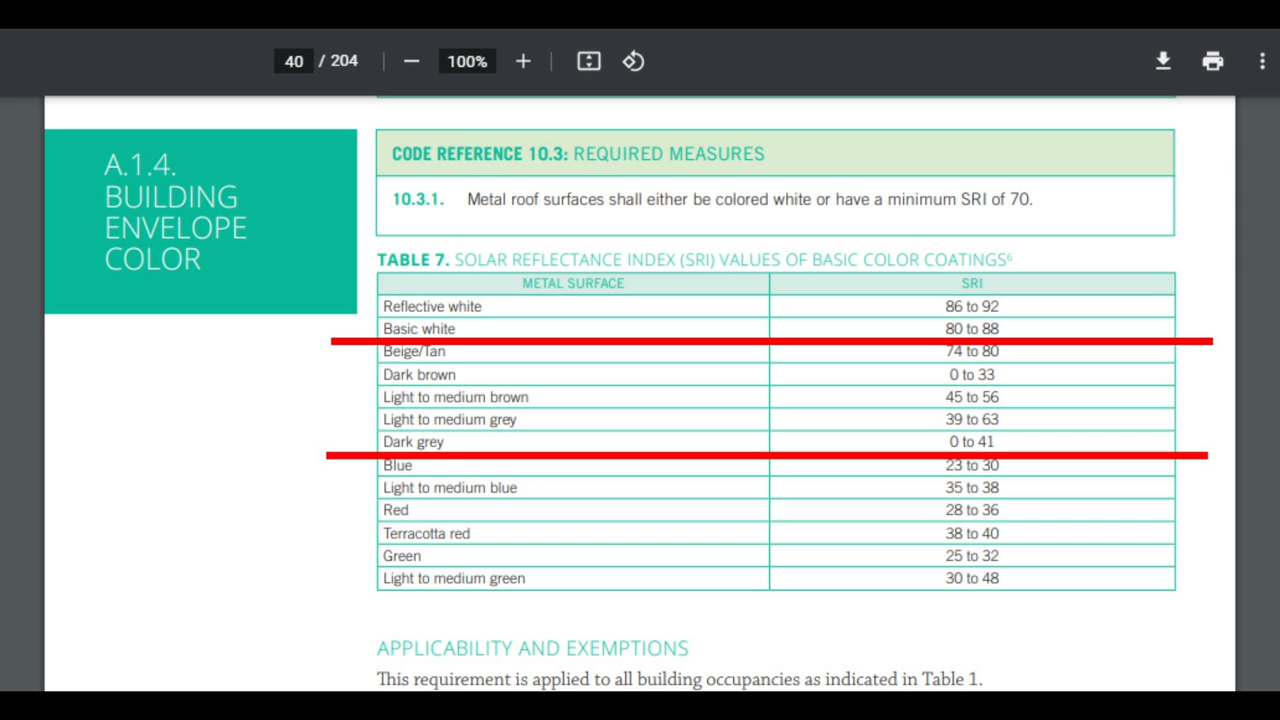 40 / 204
100%
A.1.4.
BUILDING
ENVELOPE
COLOR
CODE REFERENCE 10.3: REQUIRED MEASURES
10.3.1. Metal roof surfaces shall either be colored white or have a minimum SRI of 70.
TABLE 7. SOLAR REFLECTANCE INDEX (SRI) VALUES OF BASIC COLOR COATINGS⁶
METAL SURFACE SRI
Reflective white 86 to 92
Basic white 80 to 88
Beige/Tan 74 to 80
Dark brown 0 to 33
Light to medium brown 45 to 56
Light to medium grey 39 to 63
Dark grey 0 to 41
Blue 23 to 30
Light to medium blue 35 to 38
Red 28 to 36
Terracotta red 38 to 40
Green 25 to 32
Light to medium green 30 to 48
APPLICABILITY AND EXEMPTIONS
This requirement is applied to all building occupancies as indicated in Table 1.